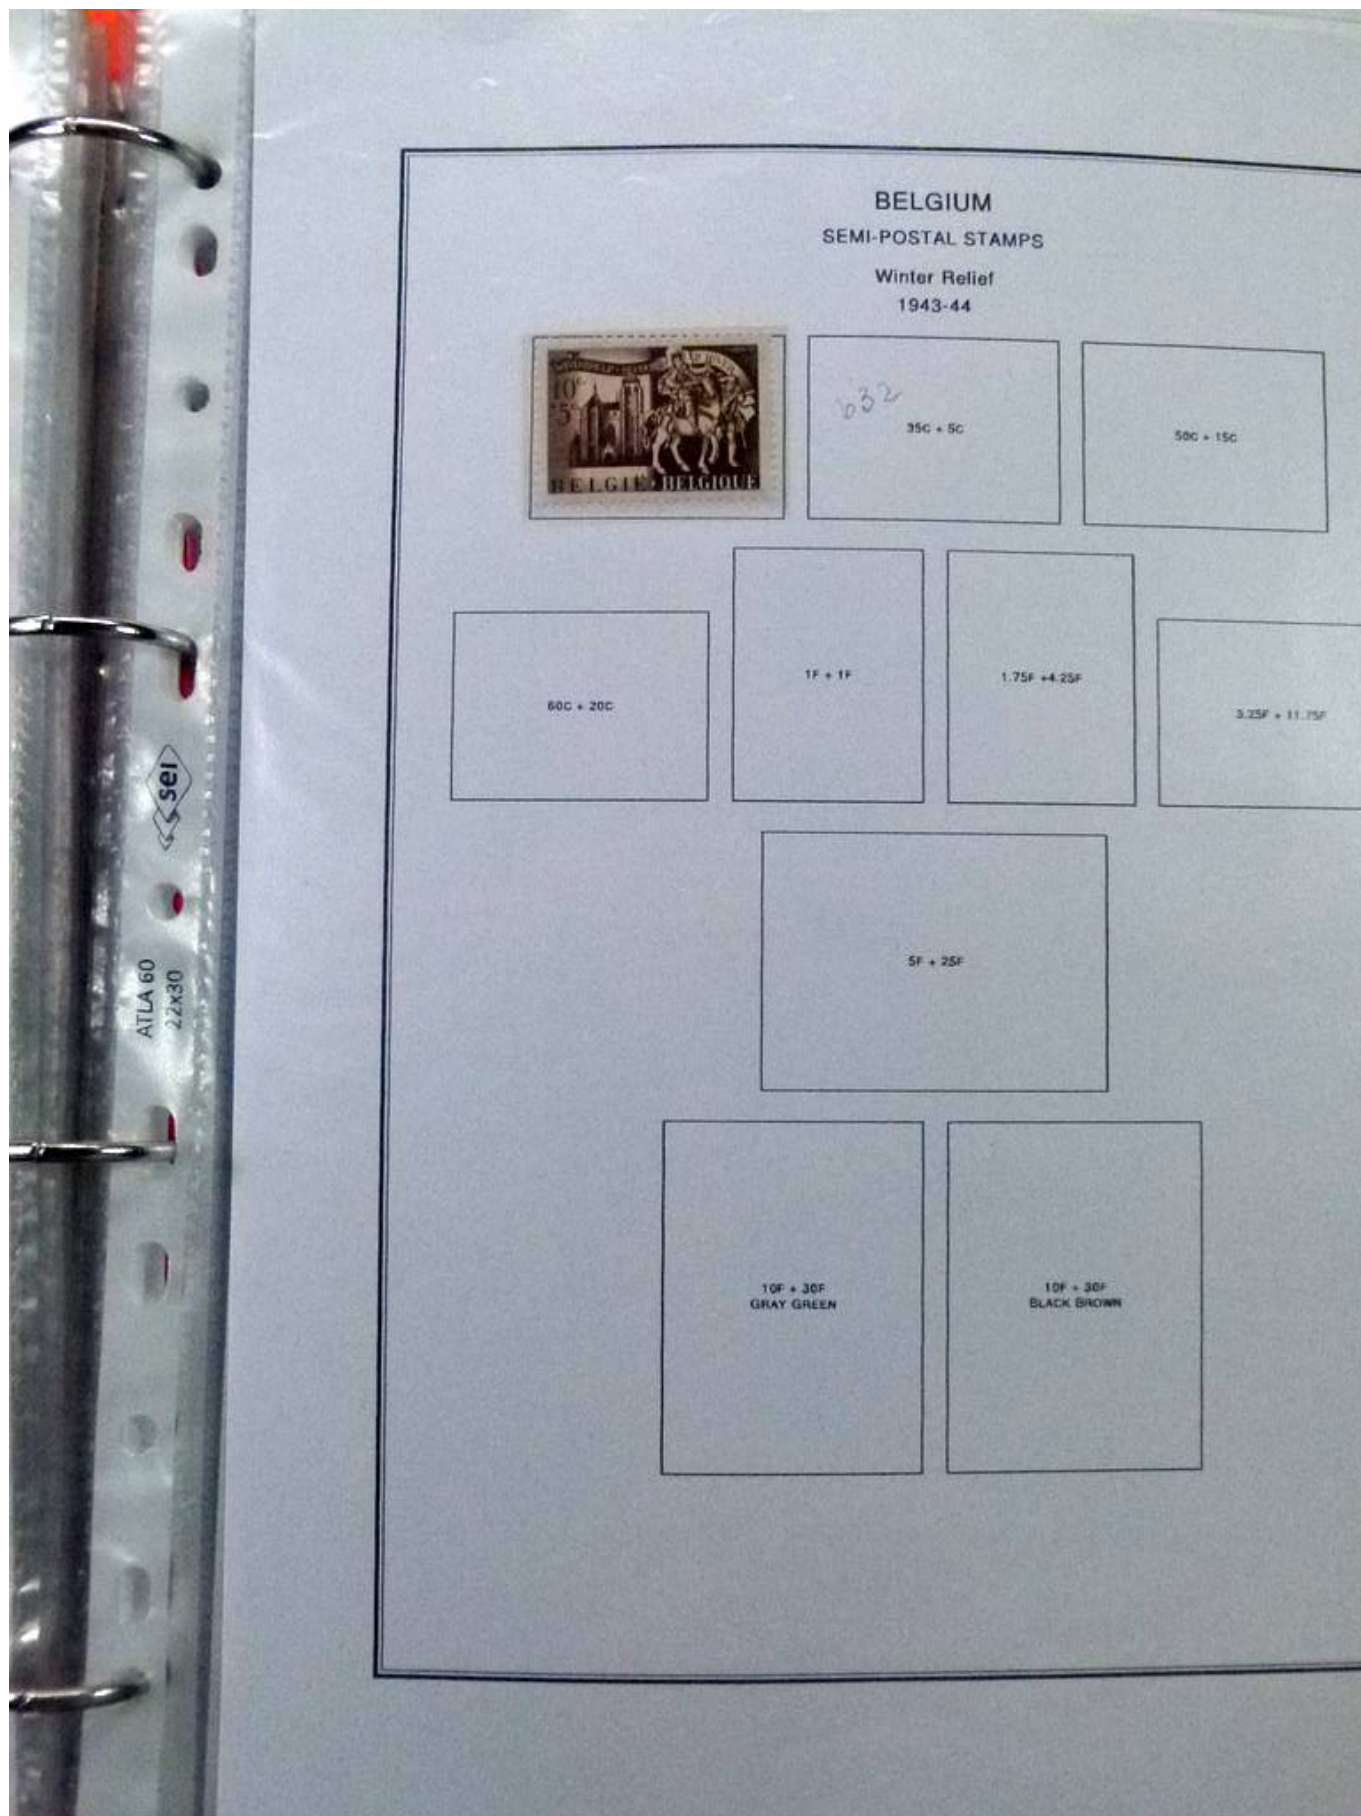 BELGIUM
SEMI-POSTAL STAMPS
Winter Relief
1943-44
10c
5c
BELGIE · BELGIQUE
632
35C + 5C
50C + 15C
60C + 20C
1F + 1F
1.75F +4.25F
3.25F + 11.75F
5F + 25F
10F + 30F
GRAY GREEN
10F + 30F
BLACK BROWN
sei
ATLA 60
22x30